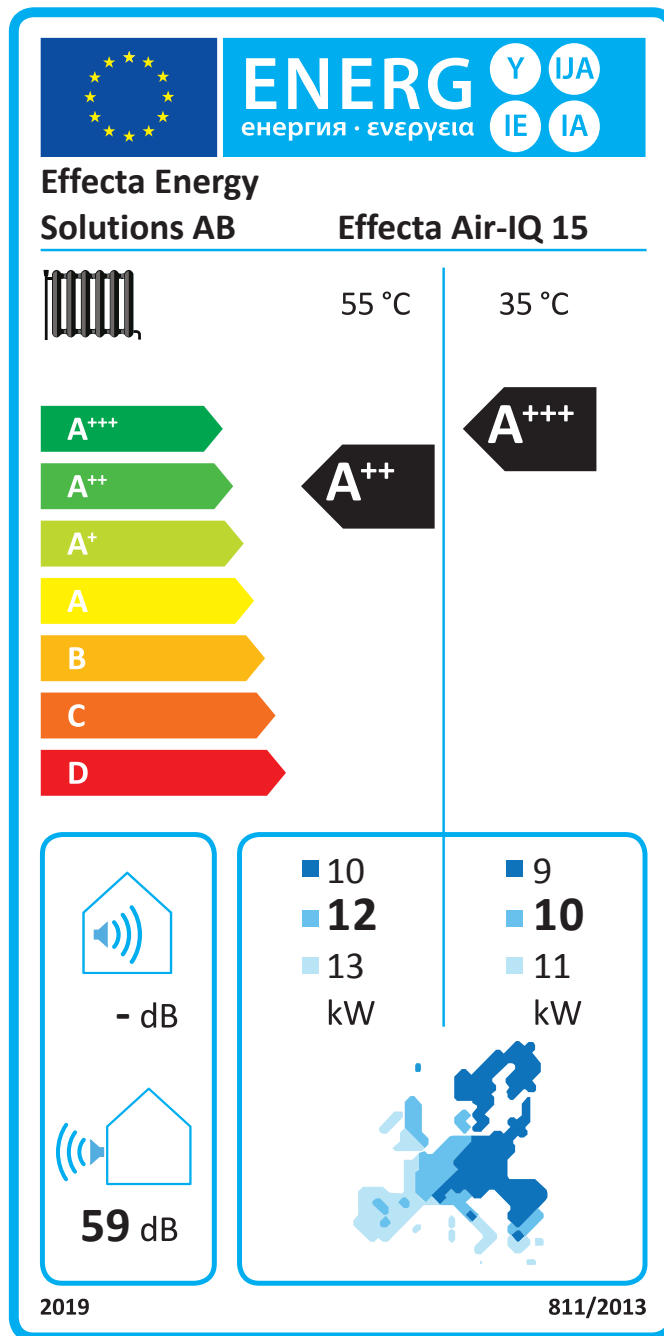 ENERG Y IJA
енергия · ενεργεια IE IA
Effecta Energy
Solutions AB Effecta Air-IQ 15
55 °C 35 °C
A+++
A+++
A++
A++
A+
A
B
C
D
10 9
12 10
13 11
kW kW
- dB
59 dB
2019 811/2013